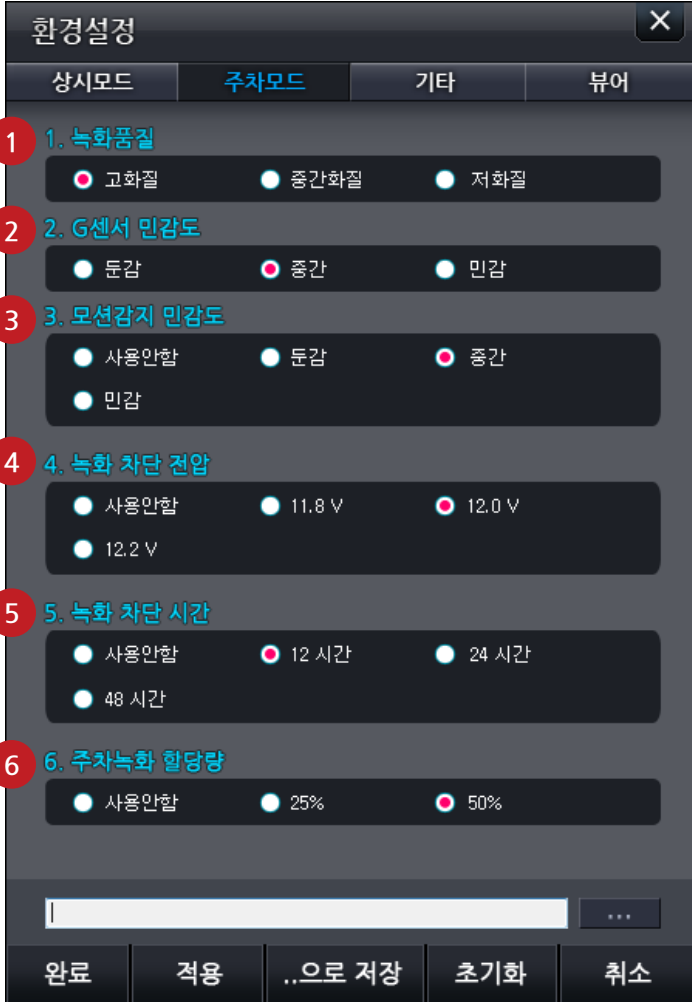 환경설정
상시모드 주차모드 기타 뷰어
1 1. 녹화품질
고화질 중간화질 저화질
2 2. G센서 민감도
둔감 중간 민감
3 3. 모션감지 민감도
사용안함 둔감 중간
민감
4 4. 녹화 차단 전압
사용안함 11.8 V 12.0 V
12.2 V
5 5. 녹화 차단 시간
사용안함 12 시간 24 시간
48 시간
6 6. 주차녹화 할당량
사용안함 25% 50%
...
완료 적용 ..으로 저장 초기화 취소